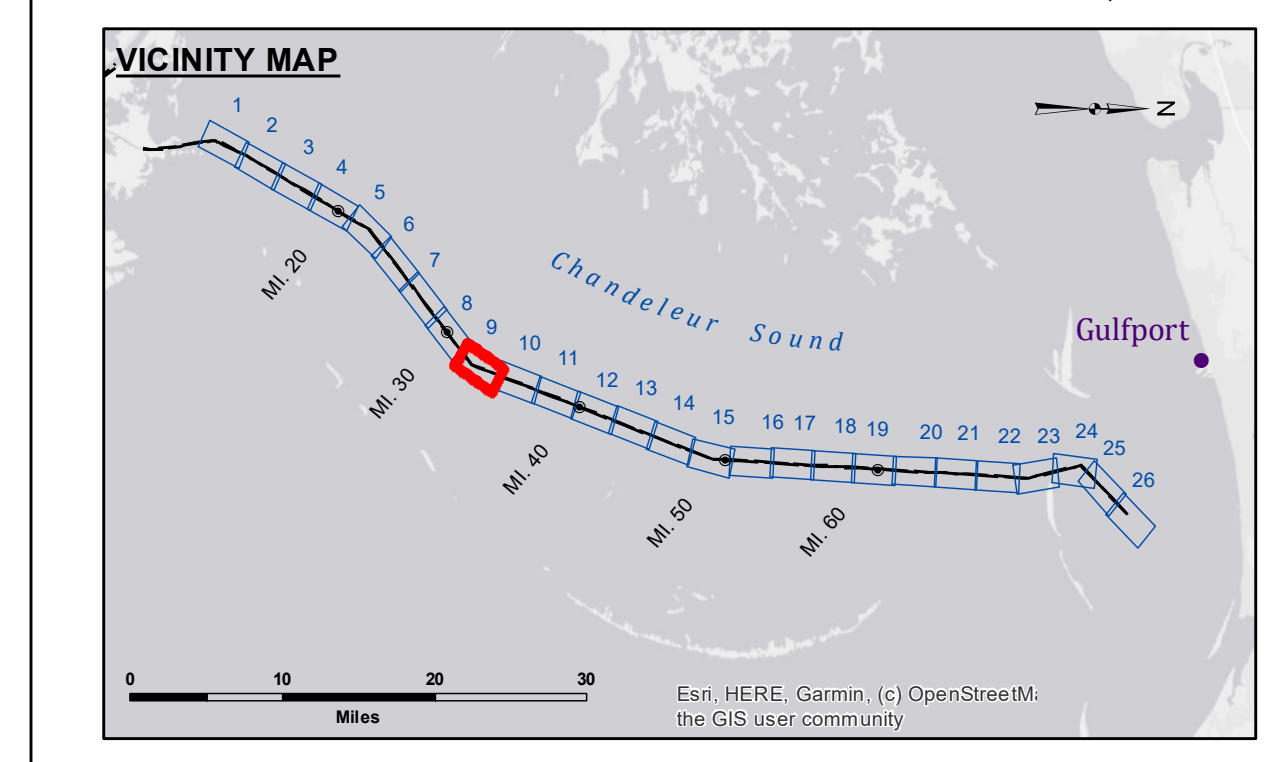 VICINITY MAP
N
1
2
3
4
5
6
7
8
9
10
11
12
13
14
15
16
17
18
19
20
21
22
23
24
25
26
MI. 20
MI. 30
MI. 40
MI. 50
MI. 60
Chandeleur Sound
Gulfport
0 10 20 30
Miles
Esri, HERE, Garmin, (c) OpenStreetMa
the GIS user community